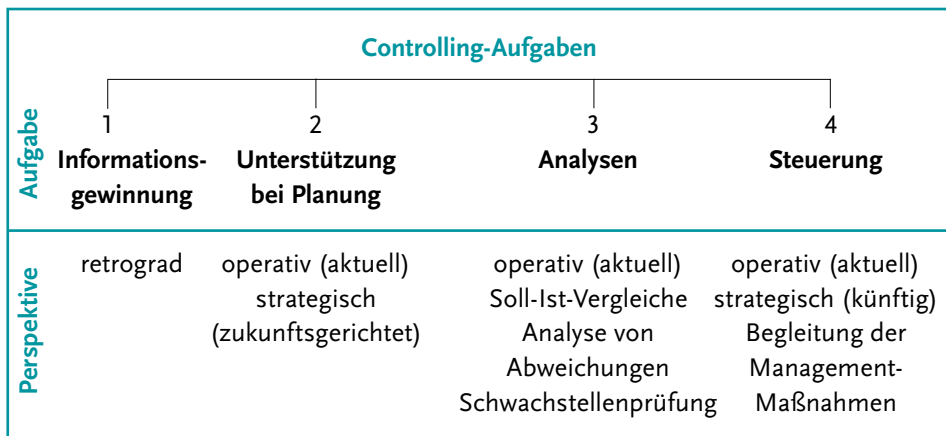 Controlling-Aufgaben
Aufgabe
1
Informations-
gewinnung
2
Unterstützung
bei Planung
3
Analysen
4
Steuerung
Perspektive
retrograd
operativ (aktuell)
strategisch
(zukunftsgerichtet)
operativ (aktuell)
Soll-Ist-Vergleiche
Analyse von
Abweichungen
Schwachstellenprüfung
operativ (aktuell)
strategisch (künftig)
Begleitung der
Management-
Maßnahmen